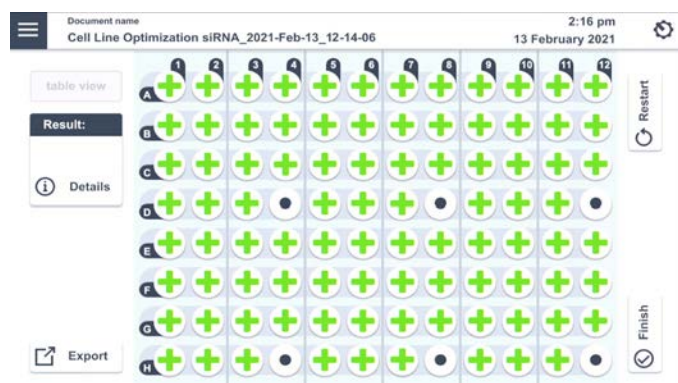 Document name
Cell Line Optimization siRNA_2021-Feb-13_12-14-06
2:16 pm
13 February 2021
table view
Result:
Details
Export
1 2 3 4 5 6 7 8 9 10 11 12
A
B
C
D
E
F
G
H
Restart
Finish